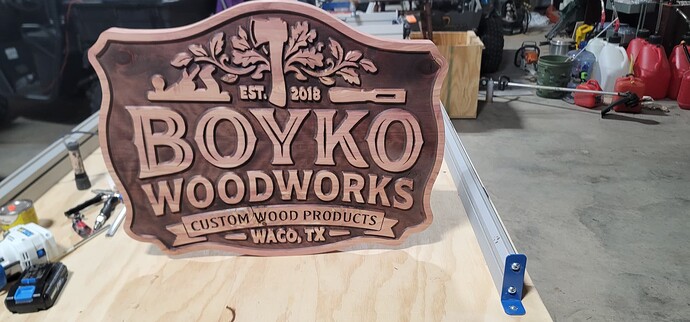 EST. 2018
BOYKO
WOODWORKS
CUSTOM WOOD PRODUCTS
WACO, TX